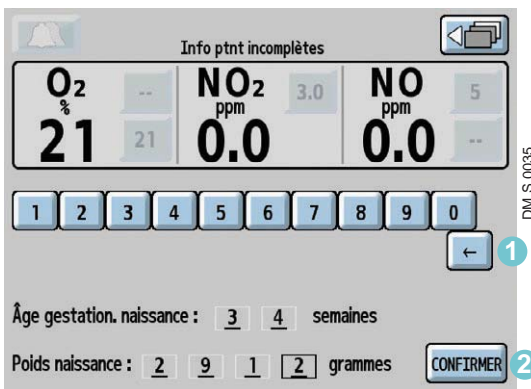 Info ptnt incomplètes
O2 % 21 -- 21
NO2 ppm 0.0 3.0
NO ppm 0.0 5 --
1 2 3 4 5 6 7 8 9 0
←
1
Âge gestation. naissance : 3 4 semaines
Poids naissance : 2 9 1 2 grammes
CONFIRMER
2
DM S 0035